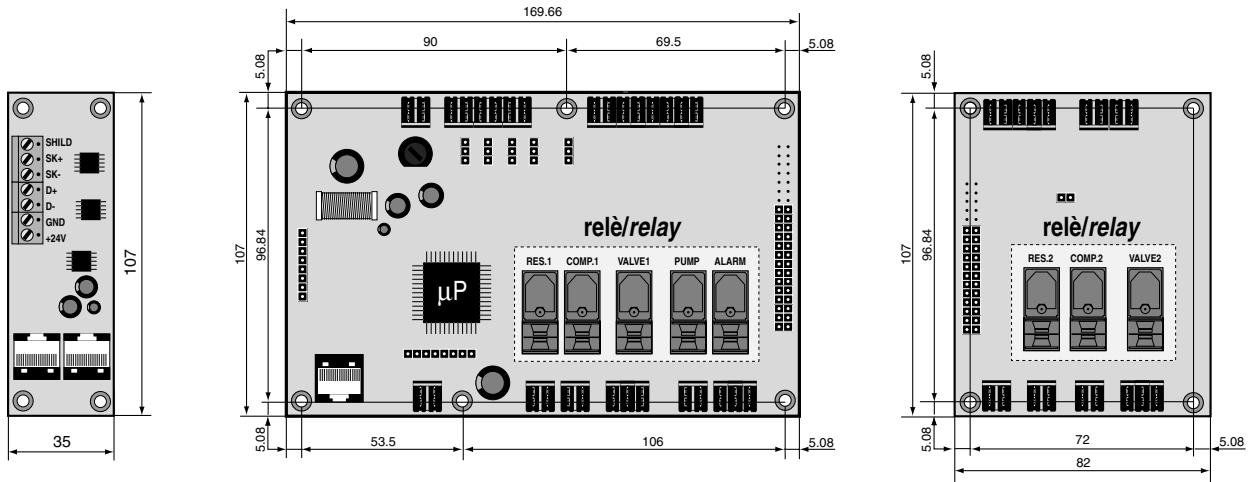 SHILD
SK+
SK-
D+
D-
GND
+24V
107
35
169.66
90
69.5
5.08
5.08
107
96.84
relè/relay
RES.1 COMP.1 VALVE1 PUMP ALARM
µP
5.08
53.5
106
5.08
5.08
107
96.84
relè/relay
RES.2 COMP.2 VALVE2
5.08
72
5.08
82